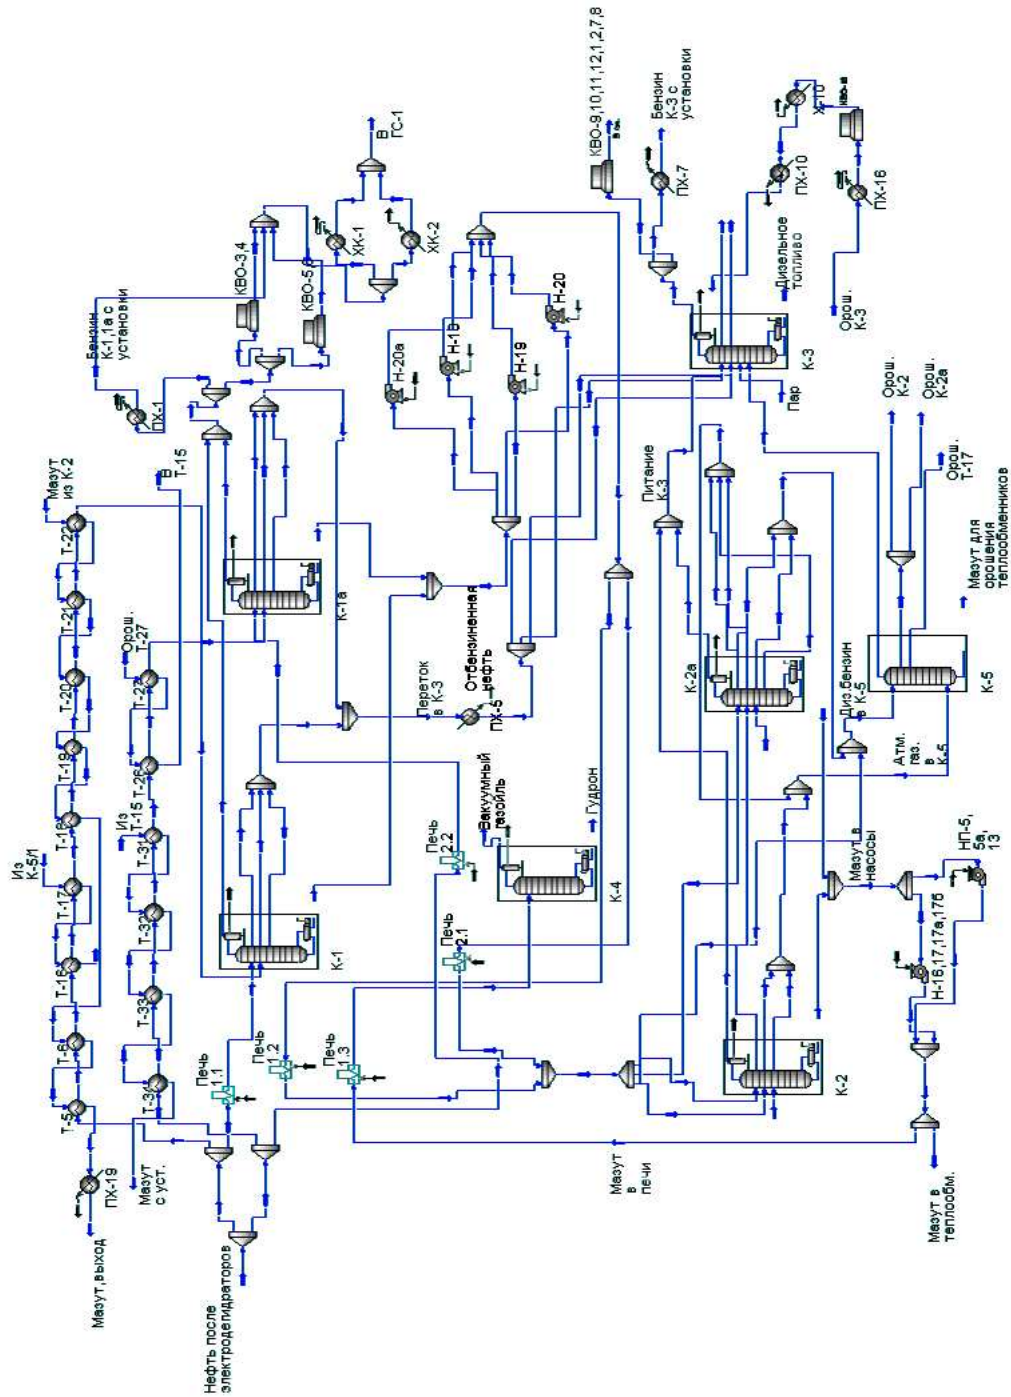 Мазут,выход
ПХ-19
Т-5
Т-6
Т-16
Т-17
Из
К-5/1
Т-18
Т-19
Т-20
Т-21
Т-22
Мазут
из К-2
Мазут
с уст.
Т-34
Т-33
Т-32
Т-31
Из
Т-15
Т-26
Т-27
Орош.
В
Т-15
Нефть после
электродегидраторов
Печь
1.1
Печь
1.2
Печь
1.3
К-1
К-1а
ПХ-1
Бензин
К-1,1а с
установки
КВО-3,4
КВО-5,6
ХК-1
ХК-2
В
ГС-1
Переток
в К-3
ПХ-5
Отбензиненная
нефть
Печь
2.1
Печь
2.2
Вакуумный
газойль
К-4
Гудрон
Н-20а
Н-18
Н-19
Н-20
КВО-9,10,11,12,1,2,7,8
ПХ-7
Бензин
К-3 с
установки
К-3
Пар
Дизельное
топливо
ПХ-10
Х-10
ПХ-16
Орош.
К-3
Питание
К-3
К-2а
К-2
Диз.бензин
в К-5
Атм.
газ.
в
К-5
К-5
Орош.
К-2
Орош.
К-2а
Орош.
Т-17
Мазут для
орошения
теплообменников
Мазут в
насосы
НП-5,
5а,
13
Н-16,17,17а,17б
Мазут
в
печи
Мазут в
теплообм.